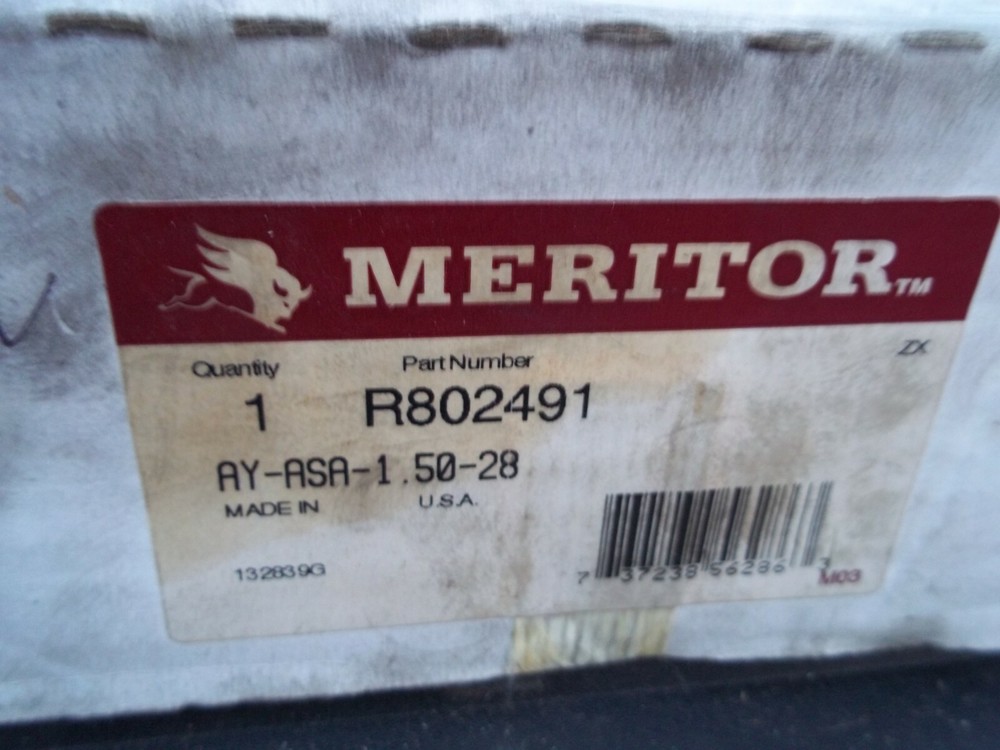 MERITOR™
ZX
Quantity Part Number
1 R802491
AY-ASA-1.50-28
MADE IN U.S.A.
132839G
7 37238 56286 3
M03